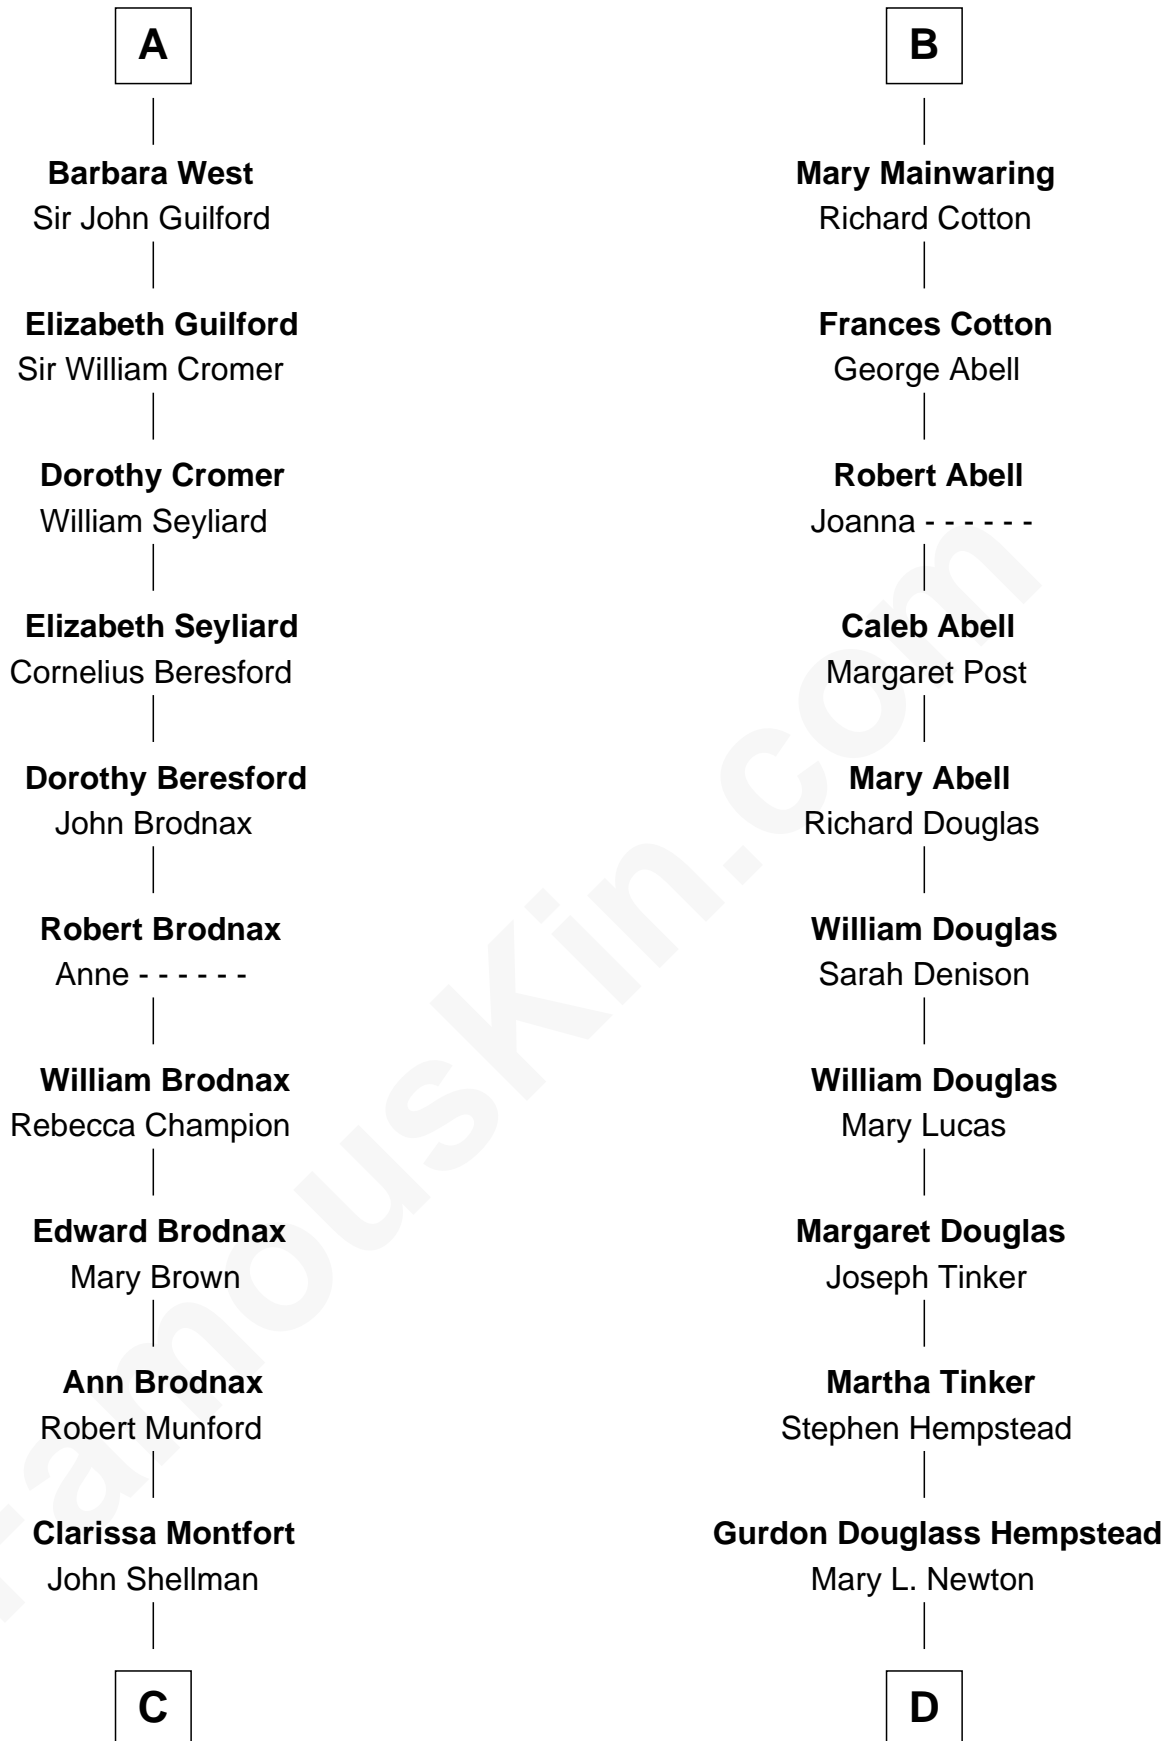 A
Barbara West
Sir John Guilford
Elizabeth Guilford
Sir William Cromer
Dorothy Cromer
William Seyliard
Elizabeth Seyliard
Cornelius Beresford
Dorothy Beresford
John Brodnax
Robert Brodnax
Anne - - - - - -
William Brodnax
Rebecca Champion
Edward Brodnax
Mary Brown
Ann Brodnax
Robert Munford
Clarissa Montfort
John Shellman
C
B
Mary Mainwaring
Richard Cotton
Frances Cotton
George Abell
Robert Abell
Joanna - - - - - -
Caleb Abell
Margaret Post
Mary Abell
Richard Douglas
William Douglas
Sarah Denison
William Douglas
Mary Lucas
Margaret Douglas
Joseph Tinker
Martha Tinker
Stephen Hempstead
Gurdon Douglass Hempstead
Mary L. Newton
D
FamousKin.com